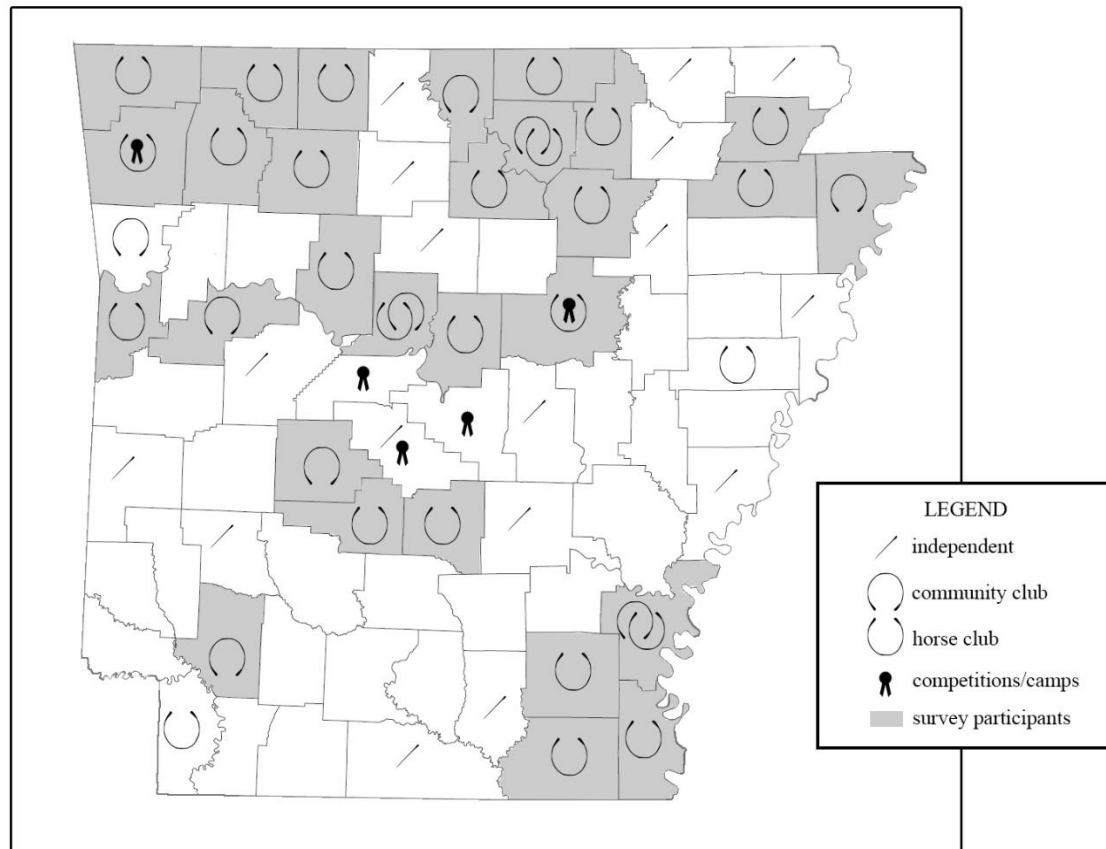 LEGEND
independent
community club
horse club
competitions/camps
survey participants